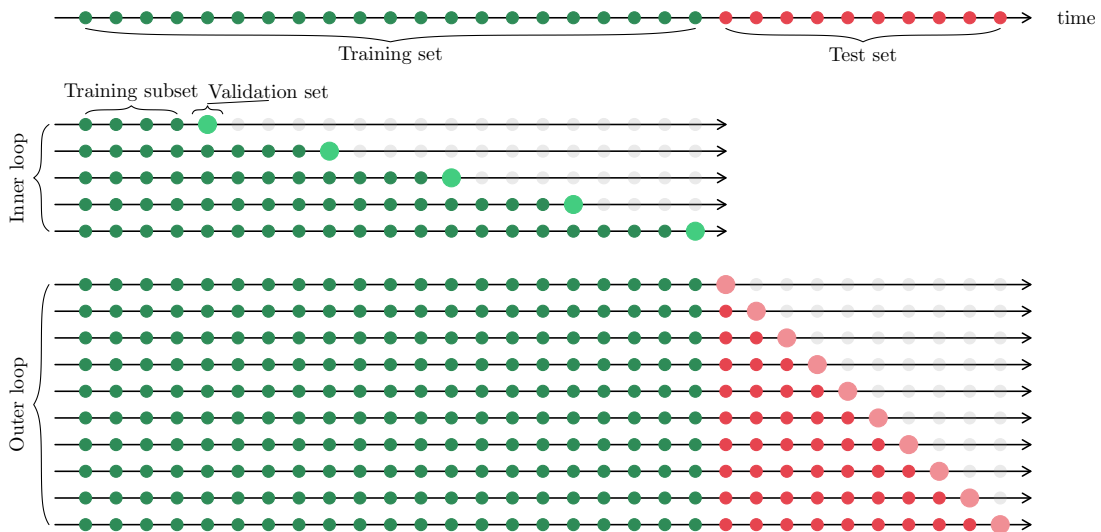 time
Training set
Test set
Training subset
Validation set
Inner loop
Outer loop